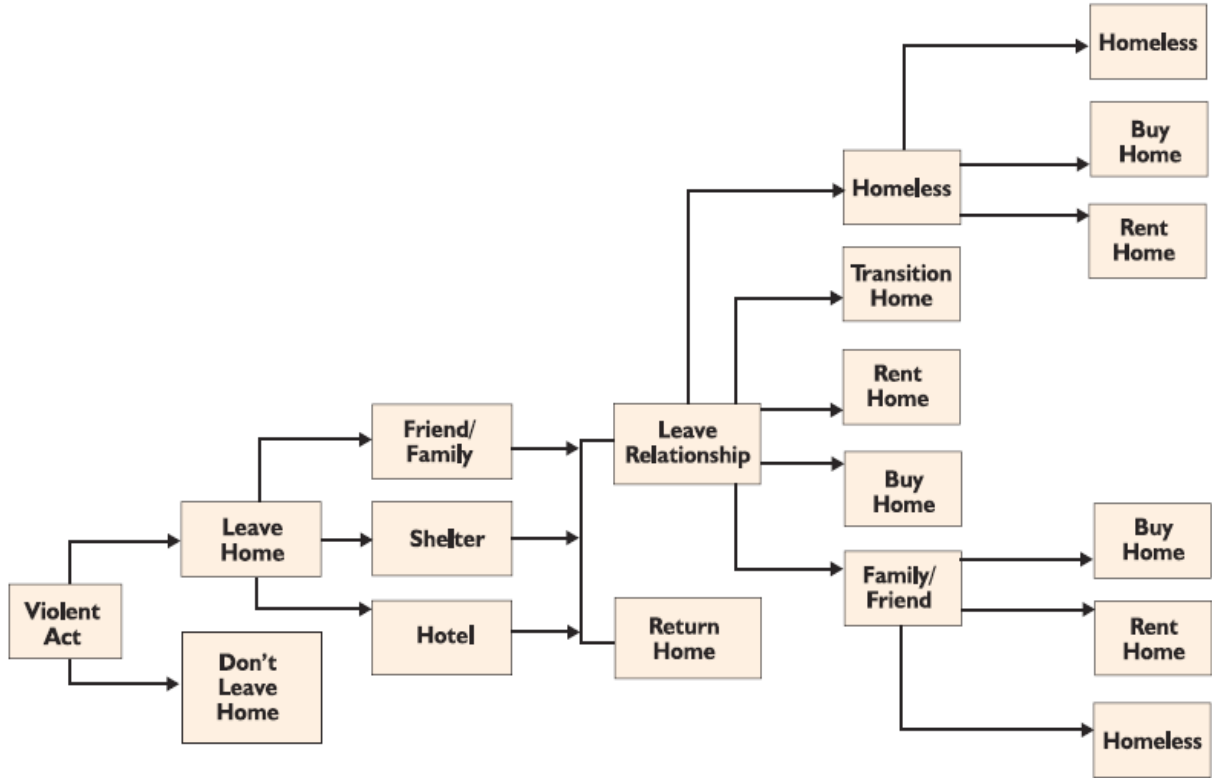 Violent
Act
Leave
Home
Don't
Leave
Home
Friend/
Family
Shelter
Hotel
Leave
Relationship
Return
Home
Homeless
Transition
Home
Rent
Home
Buy
Home
Family/
Friend
Homeless
Buy
Home
Rent
Home
Buy
Home
Rent
Home
Homeless